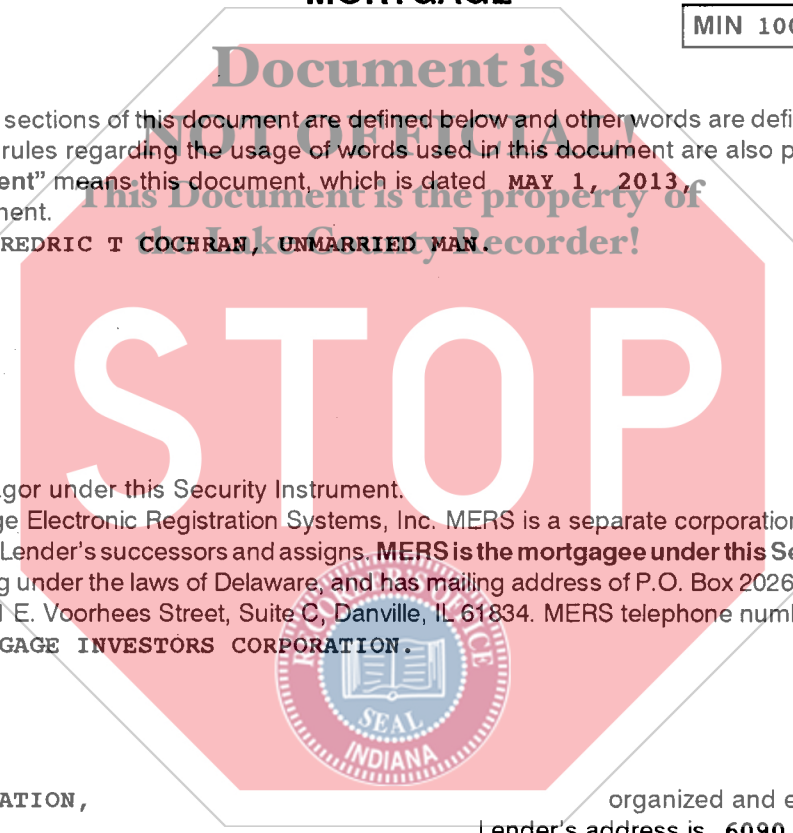 MORTGAGE
MIN 100
Document is
sections of this document are defined below and other words are defi
NOT OFFICIAL!
rules regarding the usage of words used in this document are also p
ent” means this document, which is dated MAY 1, 2013,
This Document is the property of
ment.
REDRIC T COCHRAN, UNMARRIED MAN.
the Lake County Recorder!
STOP
agor under this Security Instrument.
ge Electronic Registration Systems, Inc. MERS is a separate corporation
Lender's successors and assigns. MERS is the mortgagee under this Se
g under the laws of Delaware, and has mailing address of P.O. Box 2026
E. Voorhees Street, Suite C, Danville, IL 61834. MERS telephone numb
GAGE INVESTORS CORPORATION.
RECORDER'S OFFICE
SEAL
INDIANA
ATION,
organized and e
Lender's address is 6090